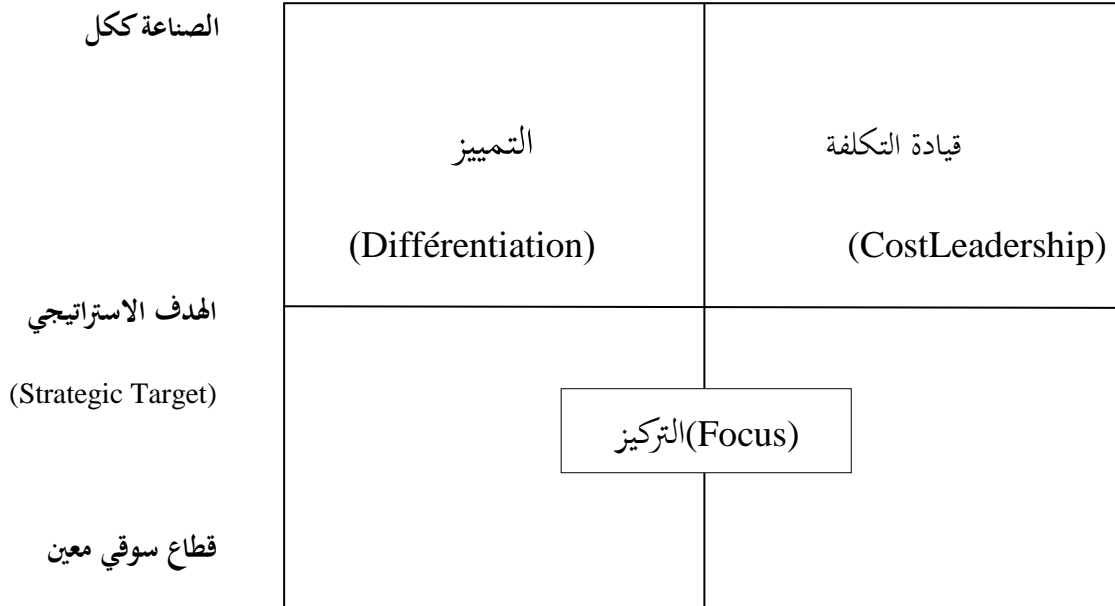 الصناعة ككل
التمييز
قيادة التكلفة
(Différentiation)
(CostLeadership)
الهدف الاستراتيجي
(Strategic Target)
التركيز(Focus)
قطاع سوقي معين